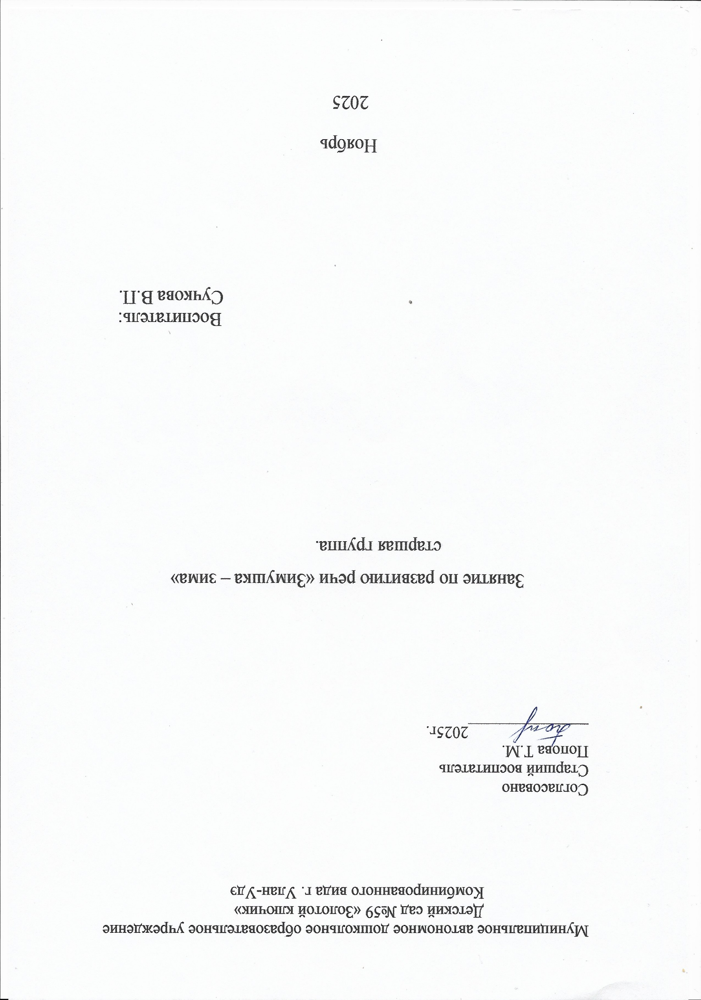 Муниципальное автономное дошкольное образовательное учреждение
Детский сад №59 «Золотой ключик»
Комбинированного вида г. Улан-Удэ
Согласовано
Старший воспитатель
Попова Т.М.
2025г.
Занятие по развитию речи «Зимушка – зима»
старшая группа.
Воспитатель:
Сучкова В.П.
Ноябрь
2025